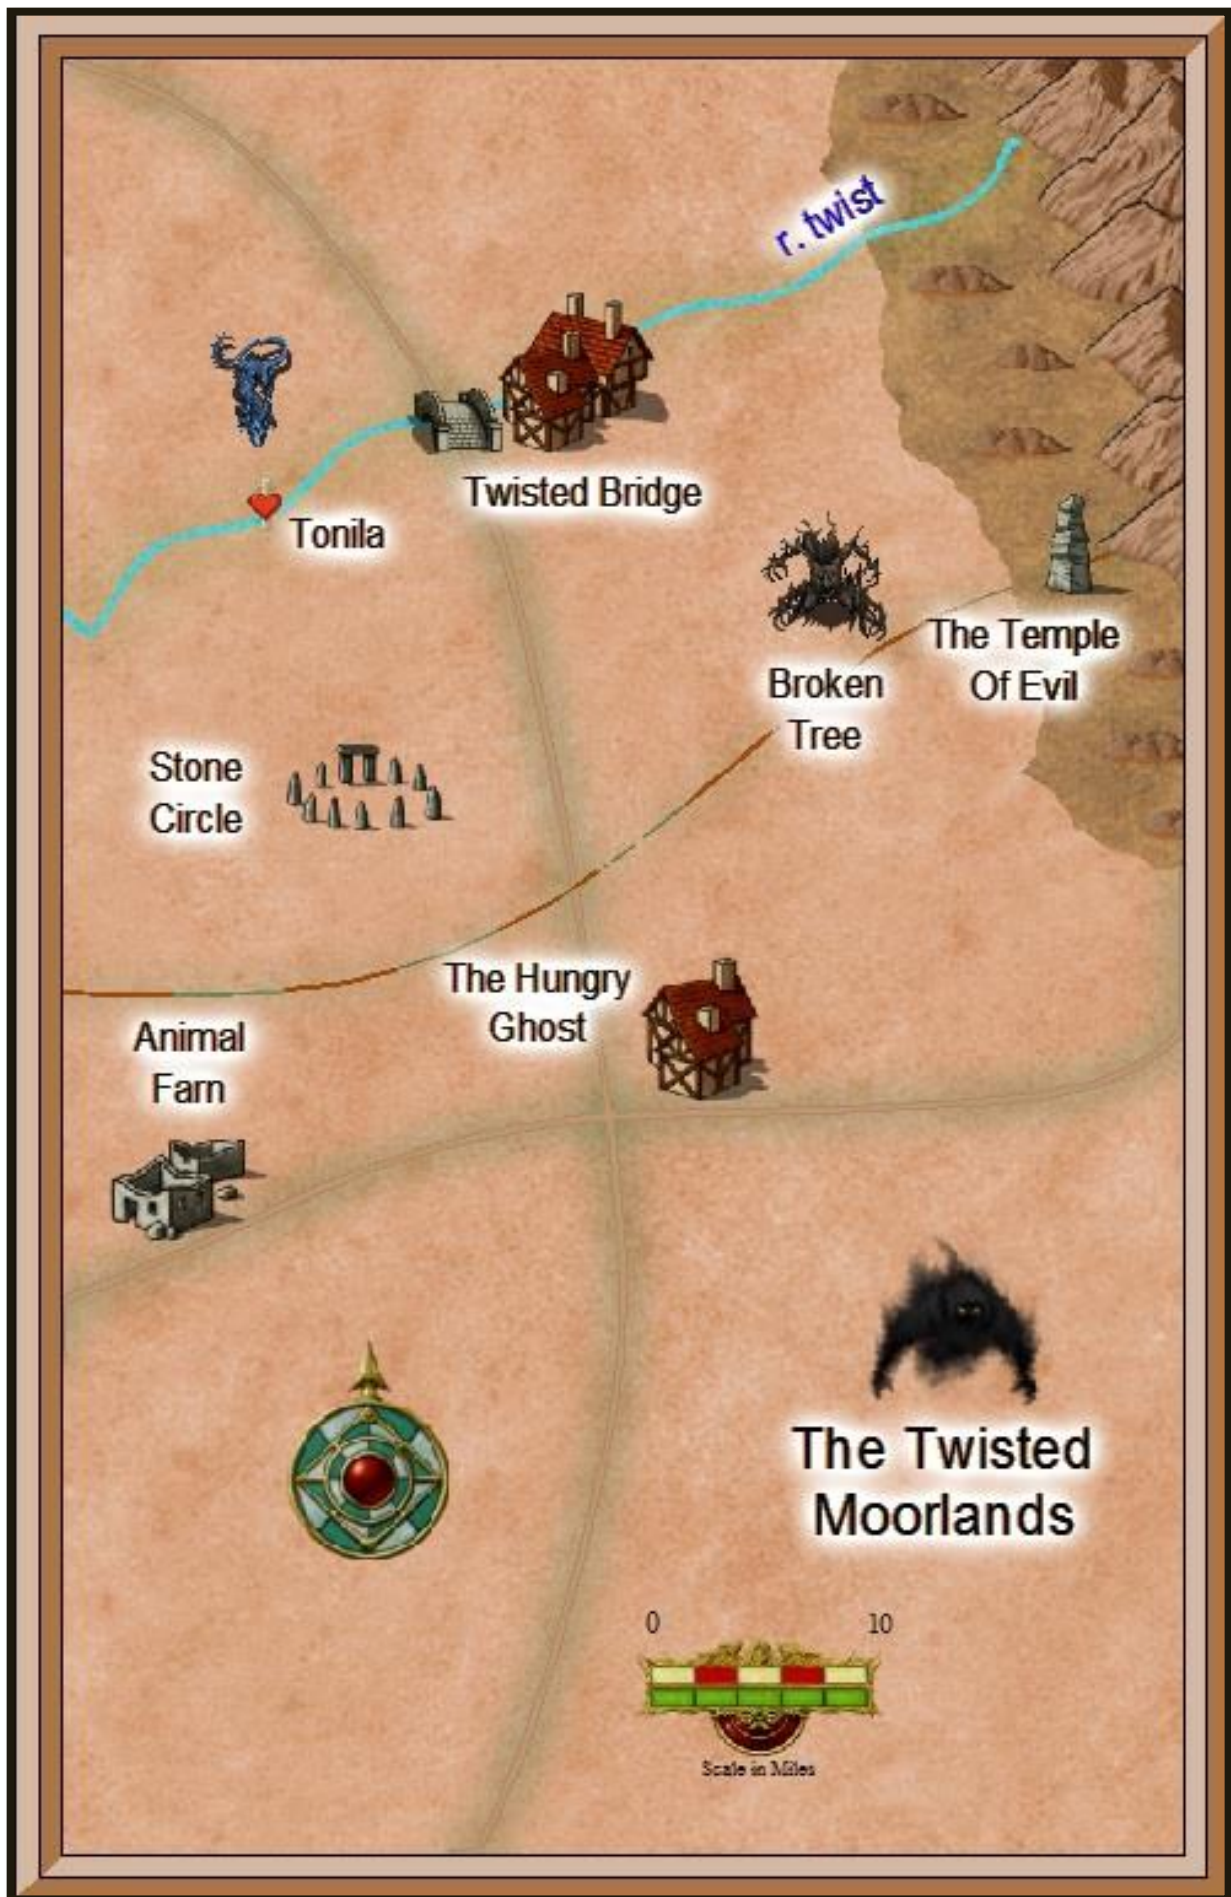 r. twist
Twisted Bridge
Tonila
The Temple
Of Evil
Broken
Tree
Stone
Circle
The Hungry
Ghost
Animal
Farn
The Twisted
Moorlands
0 10
Scale in Miles